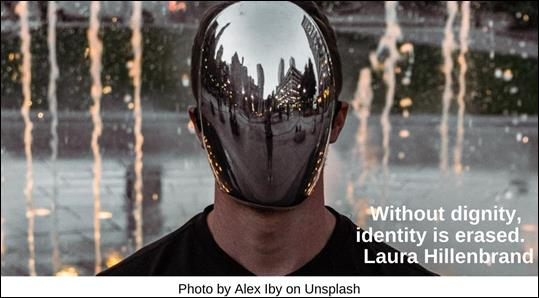 Without dignity,
identity is erased.
Laura Hillenbrand
Photo by Alex Iby on Unsplash